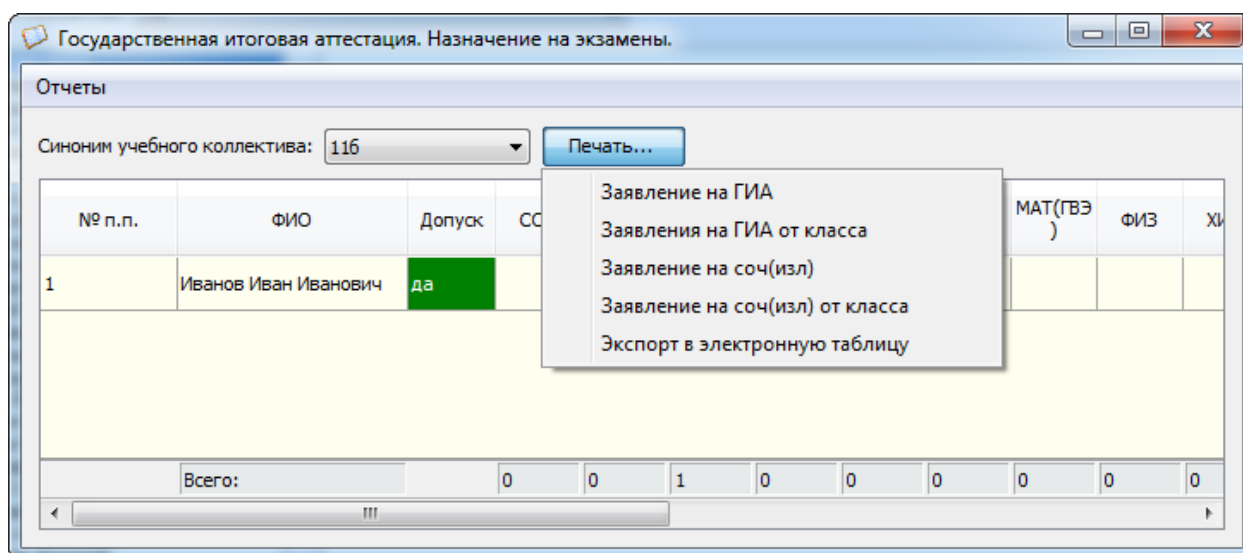 Государственная итоговая аттестация. Назначение на экзамены.
Отчеты
Синоним учебного коллектива: 11б Печать...
Заявление на ГИА
Заявления на ГИА от класса
Заявление на соч(изл)
Заявление на соч(изл) от класса
Экспорт в электронную таблицу
№ п.п. ФИО Допуск МАТ(ГВЭ
) ФИЗ
1 Иванов Иван Иванович да
Всего: 0 0 1 0 0 0 0 0 0